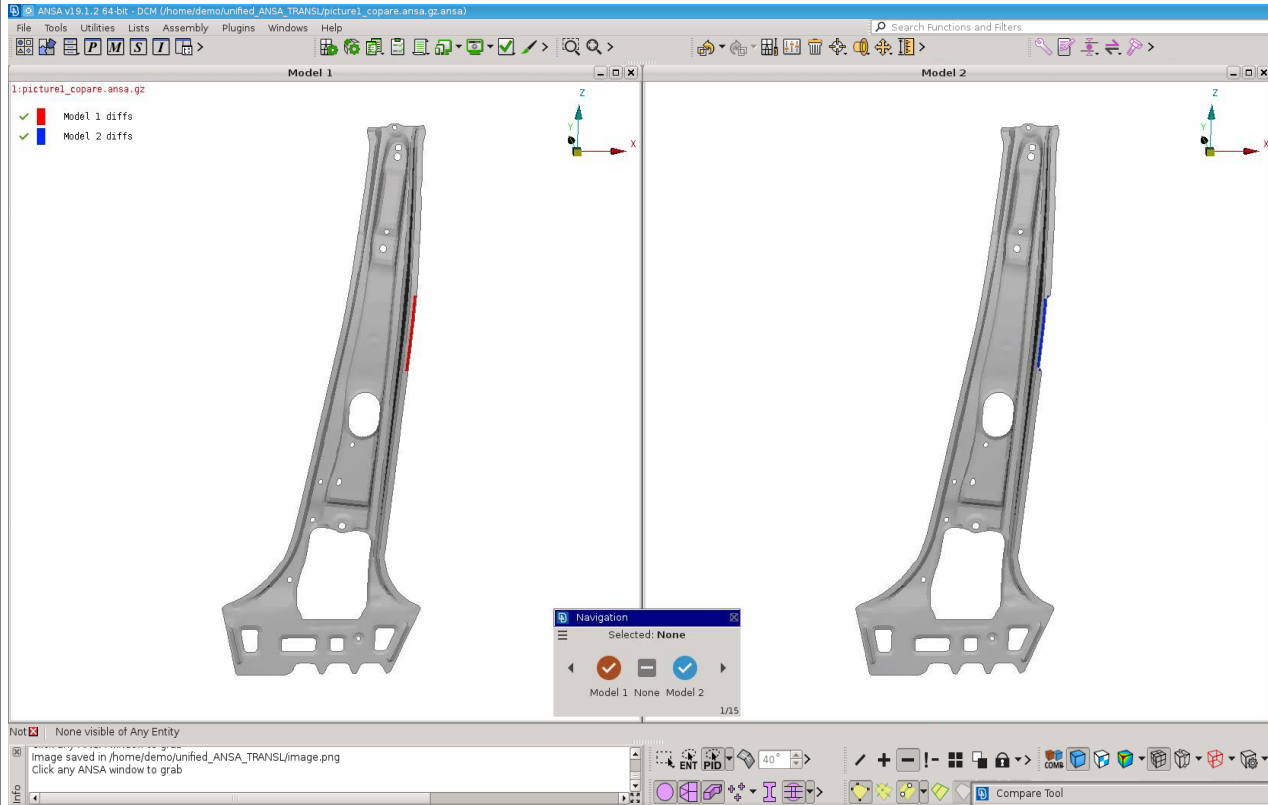 ANSA v19.1.2 64-bit - DCM (/home/demo/unified_ANSA_TRANSL/picture1_copare.ansa.gz.ansa)
File Tools Utilities Lists Assembly Plugins Windows Help
Search Functions and Filters
P M S I
Model 1
Model 2
1:picture1_copare.ansa.gz
Model 1 diffs
Model 2 diffs
Z
Y
X
Z
Y
X
Navigation
Selected: None
Model 1 None Model 2
1/15
Not
None visible of Any Entity
Image saved in /home/demo/unified_ANSA_TRANSL/image.png
Click any ANSA window to grab
Info
ENT
PID
40°
!-
COMB
Compare Tool